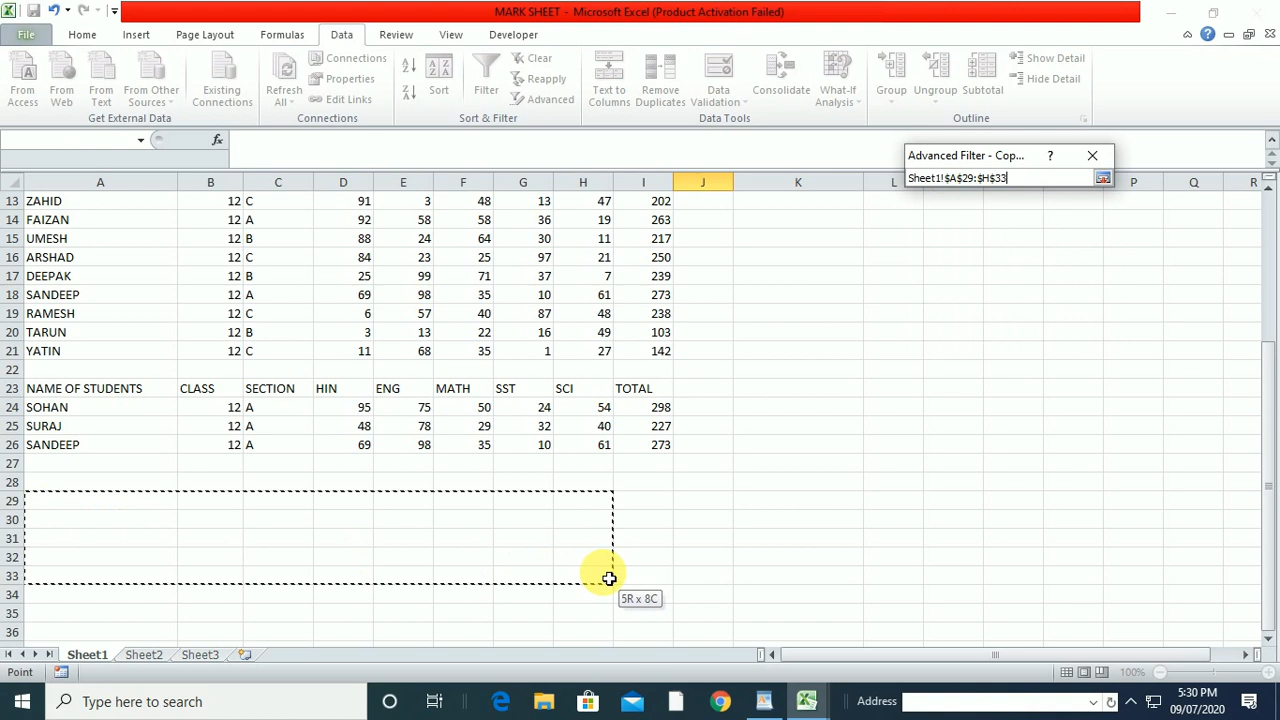 MARK SHEET - Microsoft Excel (Product Activation Failed)
File Home Insert Page Layout Formulas Data Review View Developer
From Access
From Web
From Text
From Other Sources
Existing Connections
Get External Data
Refresh All
Connections
Properties
Edit Links
Connections
Sort
Filter
Clear
Reapply
Advanced
Sort & Filter
Text to Columns
Remove Duplicates
Data Validation
Consolidate
What-If Analysis
Data Tools
Group
Ungroup
Subtotal
Show Detail
Hide Detail
Outline
fx
Advanced Filter - Cop... ?
Sheet1!$A$29:$H$33
A B C D E F G H I J K L P Q R
13 ZAHID 12 C 91 3 48 13 47 202
14 FAIZAN 12 A 92 58 58 36 19 263
15 UMESH 12 B 88 24 64 30 11 217
16 ARSHAD 12 C 84 23 25 97 21 250
17 DEEPAK 12 B 25 99 71 37 7 239
18 SANDEEP 12 A 69 98 35 10 61 273
19 RAMESH 12 C 6 57 40 87 48 238
20 TARUN 12 B 3 13 22 16 49 103
21 YATIN 12 C 11 68 35 1 27 142
22
23 NAME OF STUDENTS CLASS SECTION HIN ENG MATH SST SCI TOTAL
24 SOHAN 12 A 95 75 50 24 54 298
25 SURAJ 12 A 48 78 29 32 40 227
26 SANDEEP 12 A 69 98 35 10 61 273
27
28
29
30
31
32
33
5R x 8C
34
35
36
Sheet1 Sheet2 Sheet3
Point 100%
Type here to search
Address
5:30 PM
09/07/2020